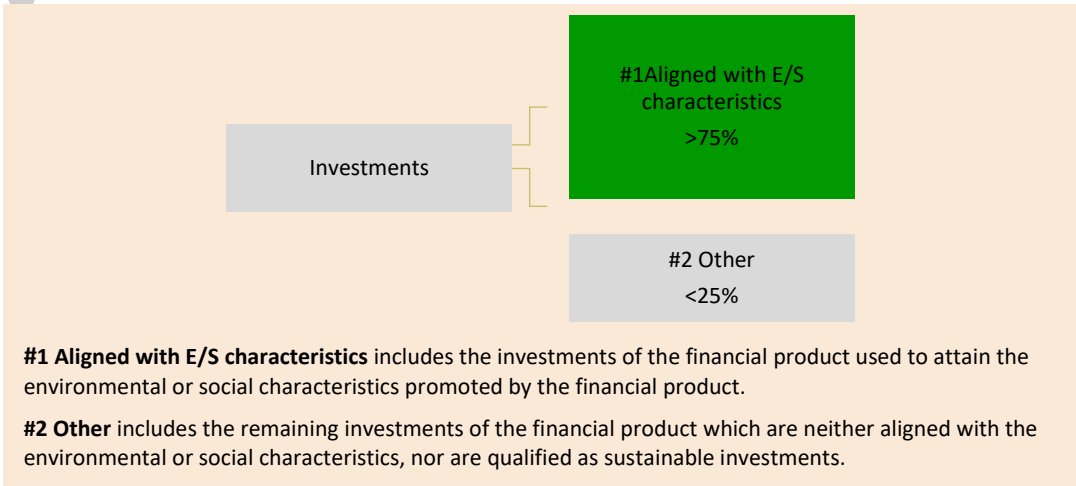 #1Aligned with E/S
characteristics
>75%
Investments
#2 Other
<25%
#1 Aligned with E/S characteristics includes the investments of the financial product used to attain the
environmental or social characteristics promoted by the financial product.
#2 Other includes the remaining investments of the financial product which are neither aligned with the
environmental or social characteristics, nor are qualified as sustainable investments.